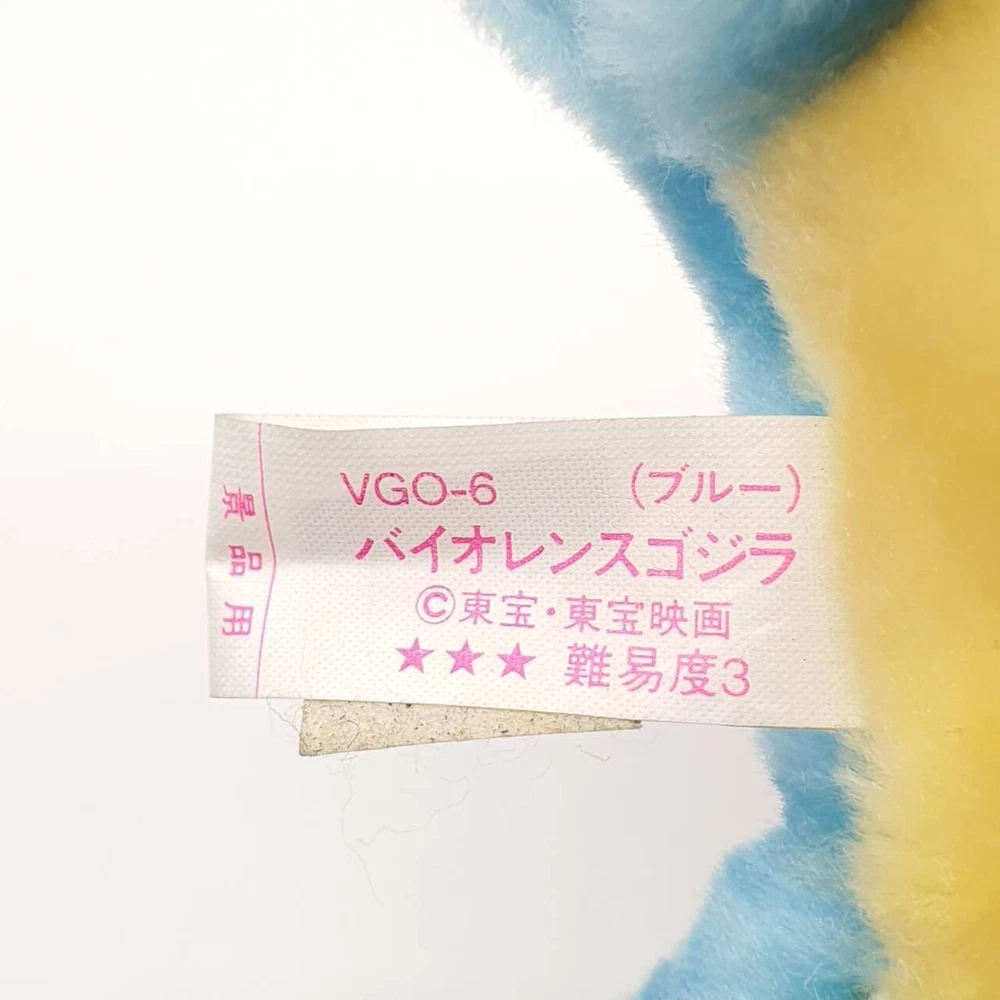 VGO-6 (ブルー)
バイオレンスゴジラ
©東宝・東宝映画
★★★ 難易度3
景品用